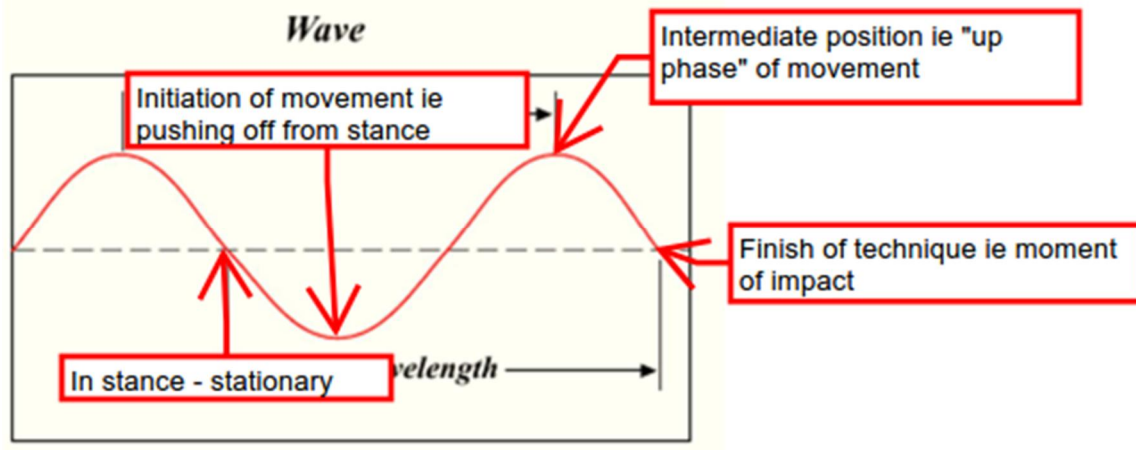 Wave
Intermediate position ie "up
phase" of movement
Initiation of movement ie
pushing off from stance
Finish of technique ie moment
of impact
In stance - stationary
velength